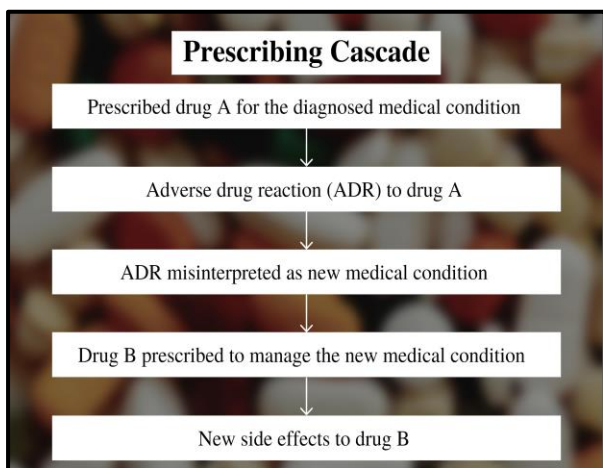 Prescribing Cascade
Prescribed drug A for the diagnosed medical condition
Adverse drug reaction (ADR) to drug A
ADR misinterpreted as new medical condition
Drug B prescribed to manage the new medical condition
New side effects to drug B